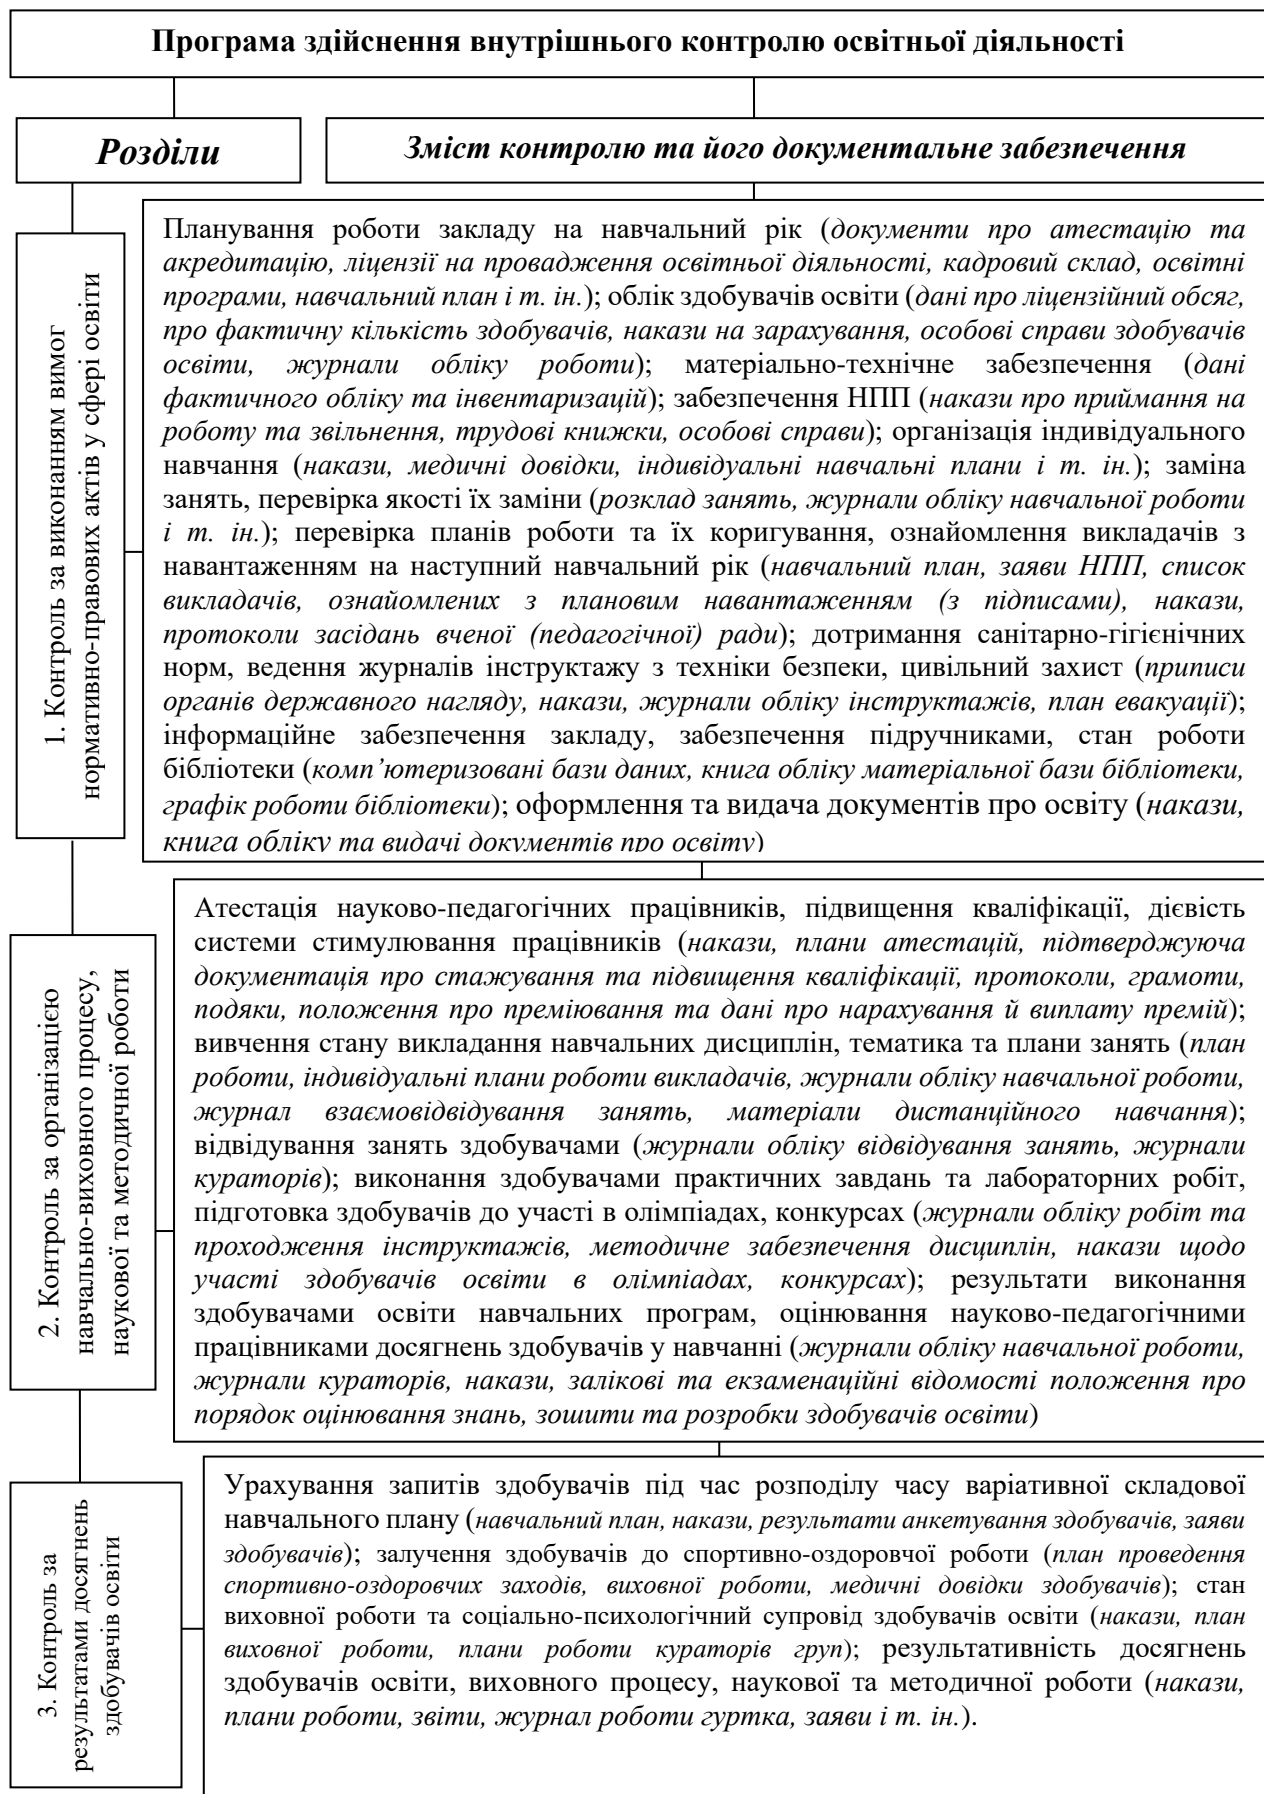 Програма здійснення внутрішнього контролю освітньої діяльності
Розділи
Зміст контролю та його документальне забезпечення
1. Контроль за виконанням вимог
нормативно-правових актів у сфері освіти
Планування роботи закладу на навчальний рік (документи про атестацію та
акредитацію, ліцензії на провадження освітньої діяльності, кадровий склад, освітні
програми, навчальний план і т. ін.); облік здобувачів освіти (дані про ліцензійний обсяг,
про фактичну кількість здобувачів, накази на зарахування, особові справи здобувачів
освіти, журнали обліку роботи); матеріально-технічне забезпечення (дані
фактичного обліку та інвентаризацій); забезпечення НПП (накази про приймання на
роботу та звільнення, трудові книжки, особові справи); організація індивідуального
навчання (накази, медичні довідки, індивідуальні навчальні плани і т. ін.); заміна
занять, перевірка якості їх заміни (розклад занять, журнали обліку навчальної роботи
і т. ін.); перевірка планів роботи та їх коригування, ознайомлення викладачів з
навантаженням на наступний навчальний рік (навчальний план, заяви НПП, список
викладачів, ознайомлених з плановим навантаженням (з підписами), накази,
протоколи засідань вченої (педагогічної) ради); дотримання санітарно-гігієнічних
норм, ведення журналів інструктажу з техніки безпеки, цивільний захист (приписи
органів державного нагляду, накази, журнали обліку інструктажів, план евакуації);
інформаційне забезпечення закладу, забезпечення підручниками, стан роботи
бібліотеки (комп’ютеризовані бази даних, книга обліку матеріальної бази бібліотеки,
графік роботи бібліотеки); оформлення та видача документів про освіту (накази,
книга обліку та видачі документів про освіту)
2. Контроль за організацією
навчально-виховного процесу,
наукової та методичної роботи
Атестація науково-педагогічних працівників, підвищення кваліфікації, дієвість
системи стимулювання працівників (накази, плани атестацій, підтверджуюча
документація про стажування та підвищення кваліфікації, протоколи, грамоти,
подяки, положення про преміювання та дані про нарахування й виплату премій);
вивчення стану викладання навчальних дисциплін, тематика та плани занять (план
роботи, індивідуальні плани роботи викладачів, журнали обліку навчальної роботи,
журнал взаємовідвідування занять, матеріали дистанційного навчання);
відвідування занять здобувачами (журнали обліку відвідування занять, журнали
кураторів); виконання здобувачами практичних завдань та лабораторних робіт,
підготовка здобувачів до участі в олімпіадах, конкурсах (журнали обліку робіт та
проходження інструктажів, методичне забезпечення дисциплін, накази щодо
участі здобувачів освіти в олімпіадах, конкурсах); результати виконання
здобувачами освіти навчальних програм, оцінювання науково-педагогічними
працівниками досягнень здобувачів у навчанні (журнали обліку навчальної роботи,
журнали кураторів, накази, залікові та екзаменаційні відомості положення про
порядок оцінювання знань, зошити та розробки здобувачів освіти)
3. Контроль за
результатами досягнень
здобувачів освіти
Урахування запитів здобувачів під час розподілу часу варіативної складової
навчального плану (навчальний план, накази, результати анкетування здобувачів, заяви
здобувачів); залучення здобувачів до спортивно-оздоровчої роботи (план проведення
спортивно-оздоровчих заходів, виховної роботи, медичні довідки здобувачів); стан
виховної роботи та соціально-психологічний супровід здобувачів освіти (накази, план
виховної роботи, плани роботи кураторів груп); результативність досягнень
здобувачів освіти, виховного процесу, наукової та методичної роботи (накази,
плани роботи, звіти, журнал роботи гуртка, заяви і т. ін.).